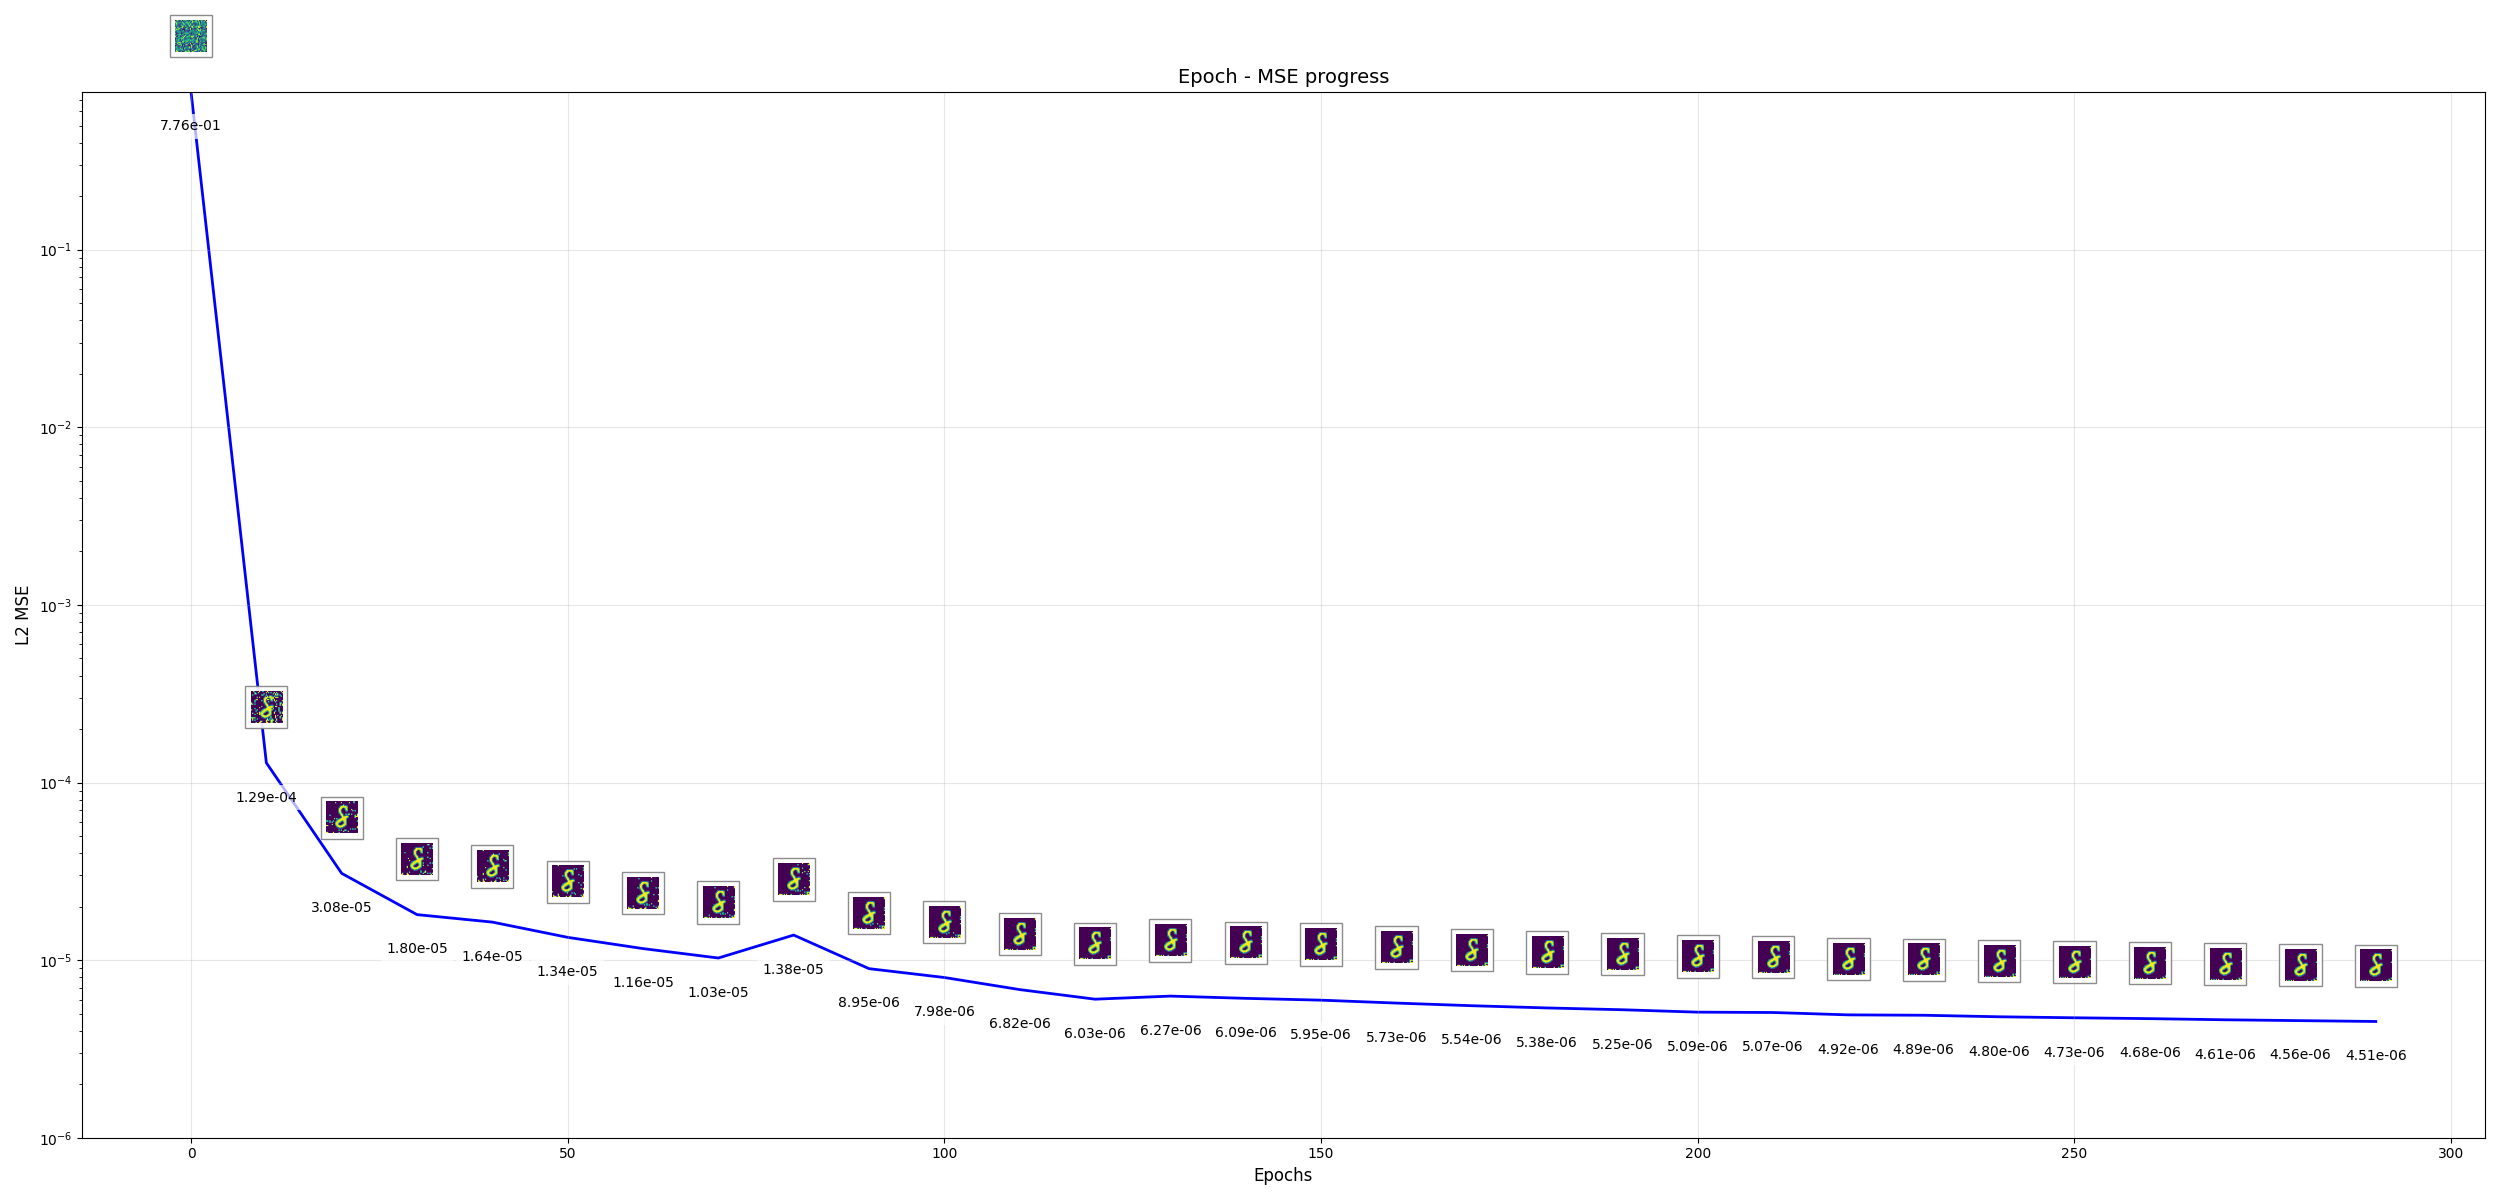 Epoch - MSE progress
7.76e-01
10⁻¹
10⁻²
10⁻³
L2 MSE
10⁻⁴
1.29e-04
3.08e-05
1.80e-05
1.64e-05
1.34e-05
1.16e-05
1.03e-05
1.38e-05
8.95e-06
7.98e-06
6.82e-06
6.03e-06
6.27e-06
6.09e-06
5.95e-06
5.73e-06
5.54e-06
5.38e-06
5.25e-06
5.09e-06
5.07e-06
4.92e-06
4.89e-06
4.80e-06
4.73e-06
4.68e-06
4.61e-06
4.56e-06
4.51e-06
10⁻⁵
10⁻⁶
0 50 100 150 200 250 300
Epochs